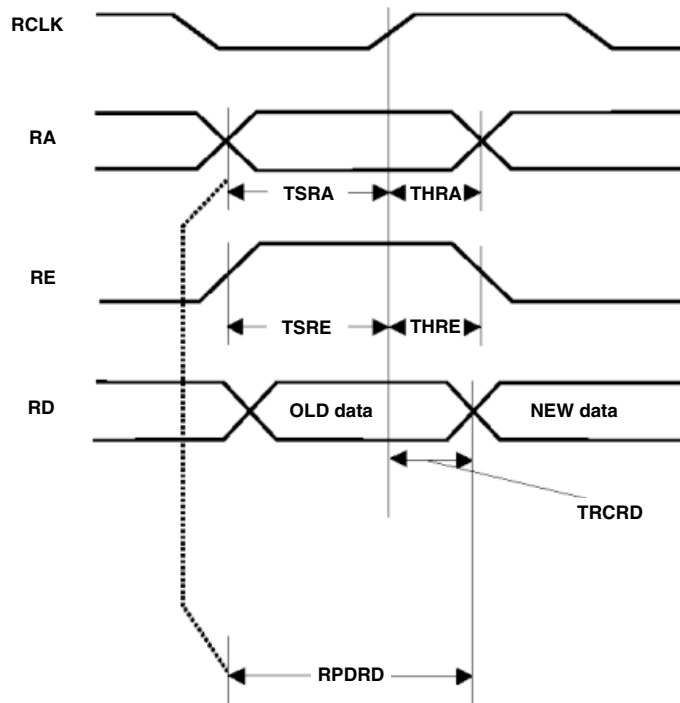 RCLK
RA
TSRA THRA
RE
TSRE THRE
RD
OLD data NEW data
TRCRD
RPDRD